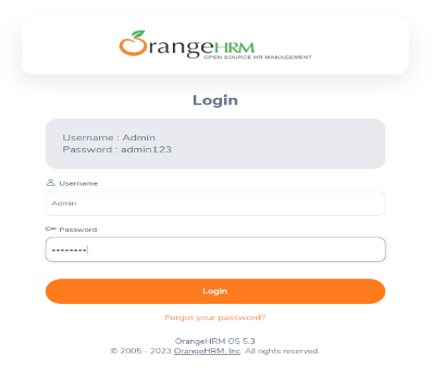 OrangeHRM
OPEN SOURCE HR MANAGEMENT
Login
Username : Admin
Password : admin123
Username
Admin
Password
••••••••
Login
Forgot your password?
OrangeHRM OS 5.3
© 2005 - 2023 OrangeHRM, Inc. All rights reserved.